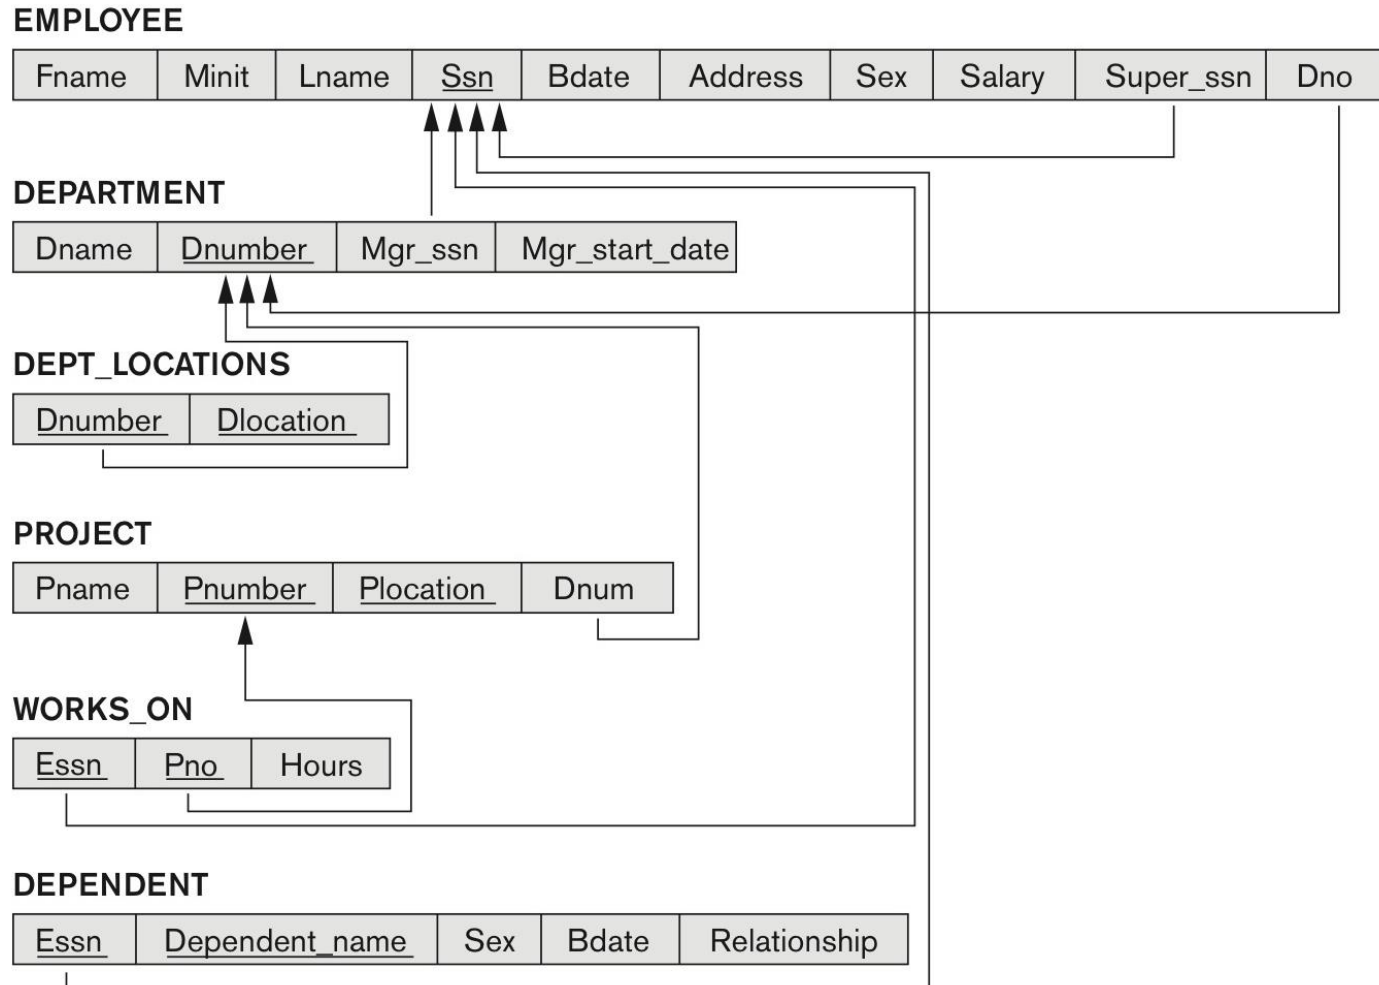 EMPLOYEE
Fname Minit Lname Ssn Bdate Address Sex Salary Super_ssn Dno
DEPARTMENT
Dname Dnumber Mgr_ssn Mgr_start_date
DEPT_LOCATIONS
Dnumber Dlocation
PROJECT
Pname Pnumber Plocation Dnum
WORKS_ON
Essn Pno Hours
DEPENDENT
Essn Dependent_name Sex Bdate Relationship